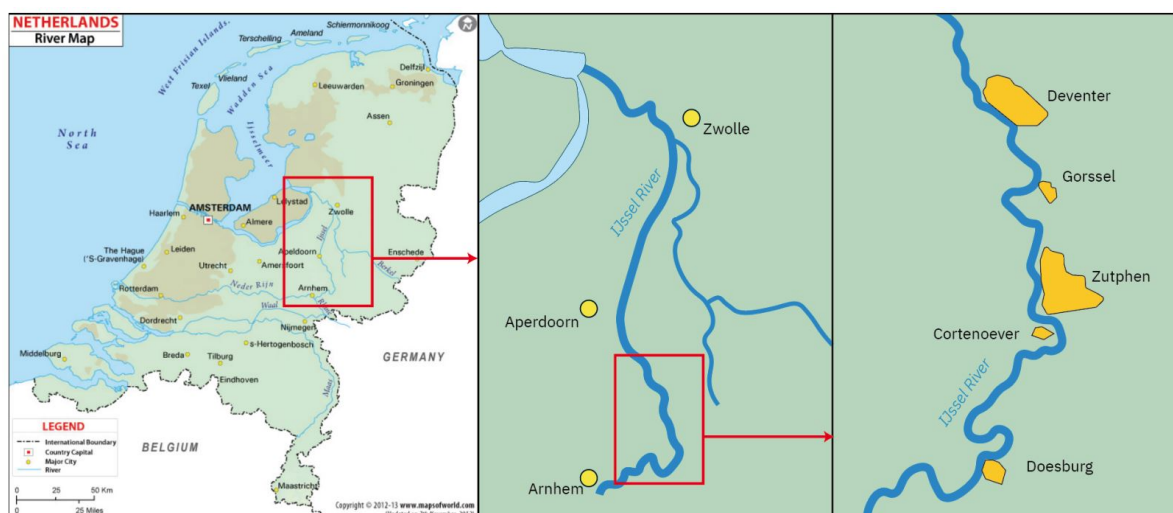 NETHERLANDS
River Map
West Frisian Islands
Schiermonnikoog
Ameland
Terschelling
Vlieland
Texel
Wadden Sea
Delfzijl
Groningen
Leeuwarden
Assen
North
Sea
Ijsselmeer
AMSTERDAM
Lelystad
Haarlem
Almere
Zwolle
Ijssel
Leiden
The Hague
('S-Gravenhage)
Utrecht
Amersfoort
Apeldoorn
Enschede
Berkel
Neder Rijn
Arnhem
Rotterdam
Waal
Dordrecht
Nijmegen
s-Hertogenbosch
Middelburg
Breda
Tilburg
Eindhoven
Maas
GERMANY
BELGIUM
Maastricht
LEGEND
International Boundary
Country Capital
Major City
River
0 25 50 Km
0 25 Miles
Copyright © 2012-13 www.mapsofworld.com
Zwolle
IJssel River
Aperdoorn
Arnhem
Deventer
Gorssel
Zutphen
Cortenoever
IJssel River
Doesburg